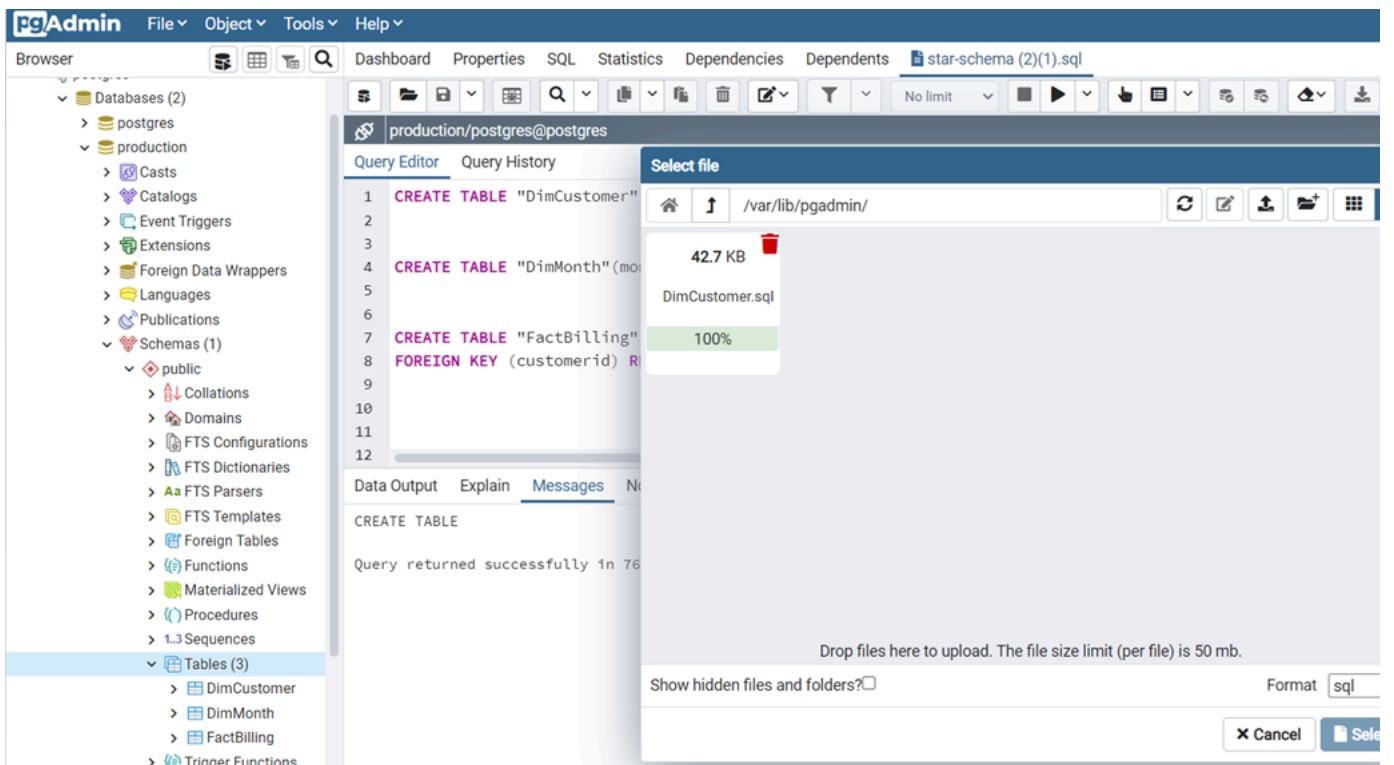 pgAdmin File Object Tools Help
Browser
Dashboard Properties SQL Statistics Dependencies Dependents star-schema (2)(1).sql
Databases (2)
postgres
production
Casts
Catalogs
Event Triggers
Extensions
Foreign Data Wrappers
Languages
Publications
Schemas (1)
public
Collations
Domains
FTS Configurations
FTS Dictionaries
FTS Parsers
FTS Templates
Foreign Tables
Functions
Materialized Views
Procedures
1..3 Sequences
Tables (3)
DimCustomer
DimMonth
FactBilling
Trigger Functions
No limit
production/postgres@postgres
Query Editor Query History
1 CREATE TABLE "DimCustomer"
2
3
4 CREATE TABLE "DimMonth"(mo
5
6
7 CREATE TABLE "FactBilling"
8 FOREIGN KEY (customerid) R
9
10
11
12
Data Output Explain Messages No
CREATE TABLE
Query returned successfully in 76
Select file
/var/lib/pgadmin/
42.7 KB
DimCustomer.sql
100%
Drop files here to upload. The file size limit (per file) is 50 mb.
Show hidden files and folders?
Format sql
Cancel Sele